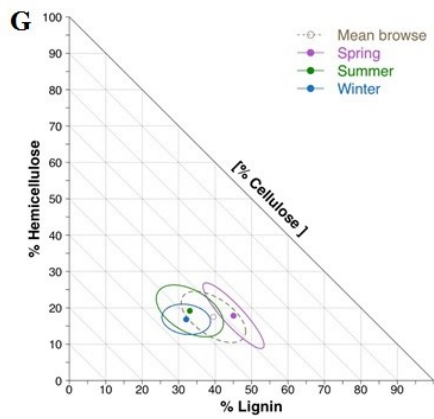 G
100
90
80
70
60
50
40
30
20
10
0
% Hemicellulose
Mean browse
Spring
Summer
Winter
[% Cellulose ]
0 10 20 30 40 50 60 70 80 90
% Lignin